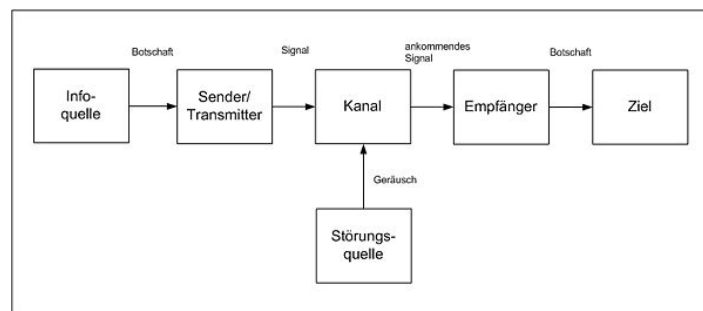 Botschaft
Signal
ankommendes
Signal
Botschaft
Info-
quelle
Sender/
Transmitter
Kanal
Empfänger
Ziel
Geräusch
Störungs-
quelle